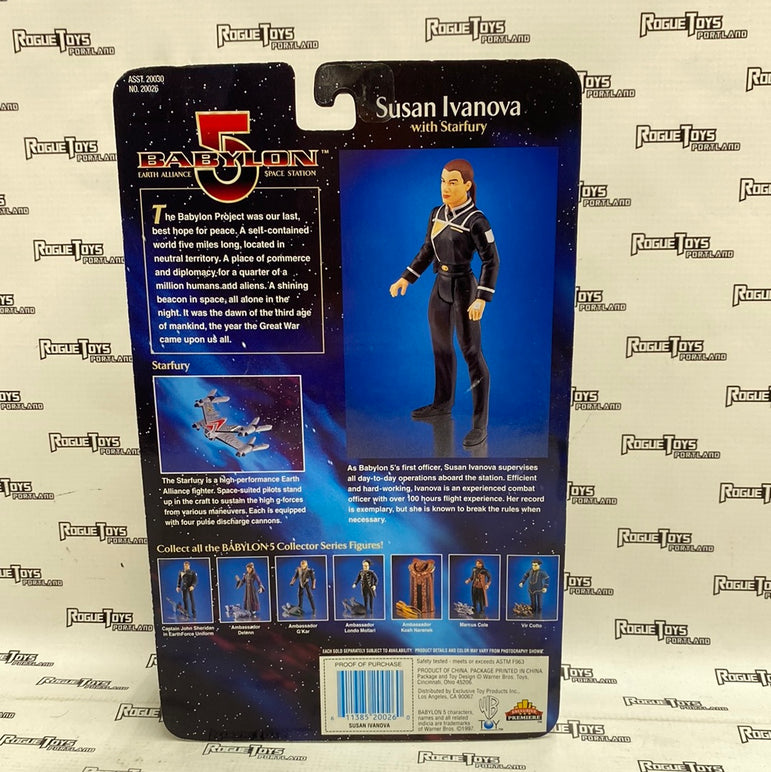 ASST. 20030
NO. 20026
Susan Ivanova
with Starfury
5
BABYLON™
EARTH ALLIANCE SPACE STATION
The Babylon Project was our last,
best hope for peace. A self-contained
world five miles long, located in
neutral territory. A place of commerce
and diplomacy for a quarter of a
million humans and aliens. A shining
beacon in space, all alone in the
night. It was the dawn of the third age
of mankind, the year the Great War
came upon us all.
Starfury
The Starfury is a high-performance Earth
Alliance fighter. Space-suited pilots stand
up in the craft to sustain the high g-forces
from various maneuvers. Each is equipped
with four pulse discharge cannons.
As Babylon 5's first officer, Susan Ivanova supervises
all day-to-day operations aboard the station. Efficient
and hard-working, Ivanova is an experienced combat
officer with over 100 hours flight experience. Her record
is exemplary, but she is known to break the rules when
necessary.
Collect all the BABYLON 5 Collector Series Figures!
Captain John Sheridan
in EarthForce Uniform
Ambassador
Delenn
Ambassador
G'Kar
Ambassador
Londo Mollari
Ambassador
Kosh Naranek
Marcus Cole
Vir Cotto
EACH SOLD SEPARATELY SUBJECT TO AVAILABILITY. PRODUCT DETAILS AND COLOR MAY VARY FROM PHOTOGRAPHY SHOWN.
PROOF OF PURCHASE
6 11385 20026 0
SUSAN IVANOVA
Safety tested - meets or exceeds ASTM F963
PRODUCT OF CHINA. PACKAGE PRINTED IN CHINA
Package and Toy Design © Warner Bros. Toys,
Cincinnati, Ohio 45206.
Distributed by Exclusive Toy Products Inc.,
Los Angeles, CA 90067.
BABYLON 5 characters,
names and all related
indicia are trademarks
of Warner Bros. ©1997.
WB
TOY
EXCLUSIVE
PREMIERE
ROGUE TOYS
PORTLAND